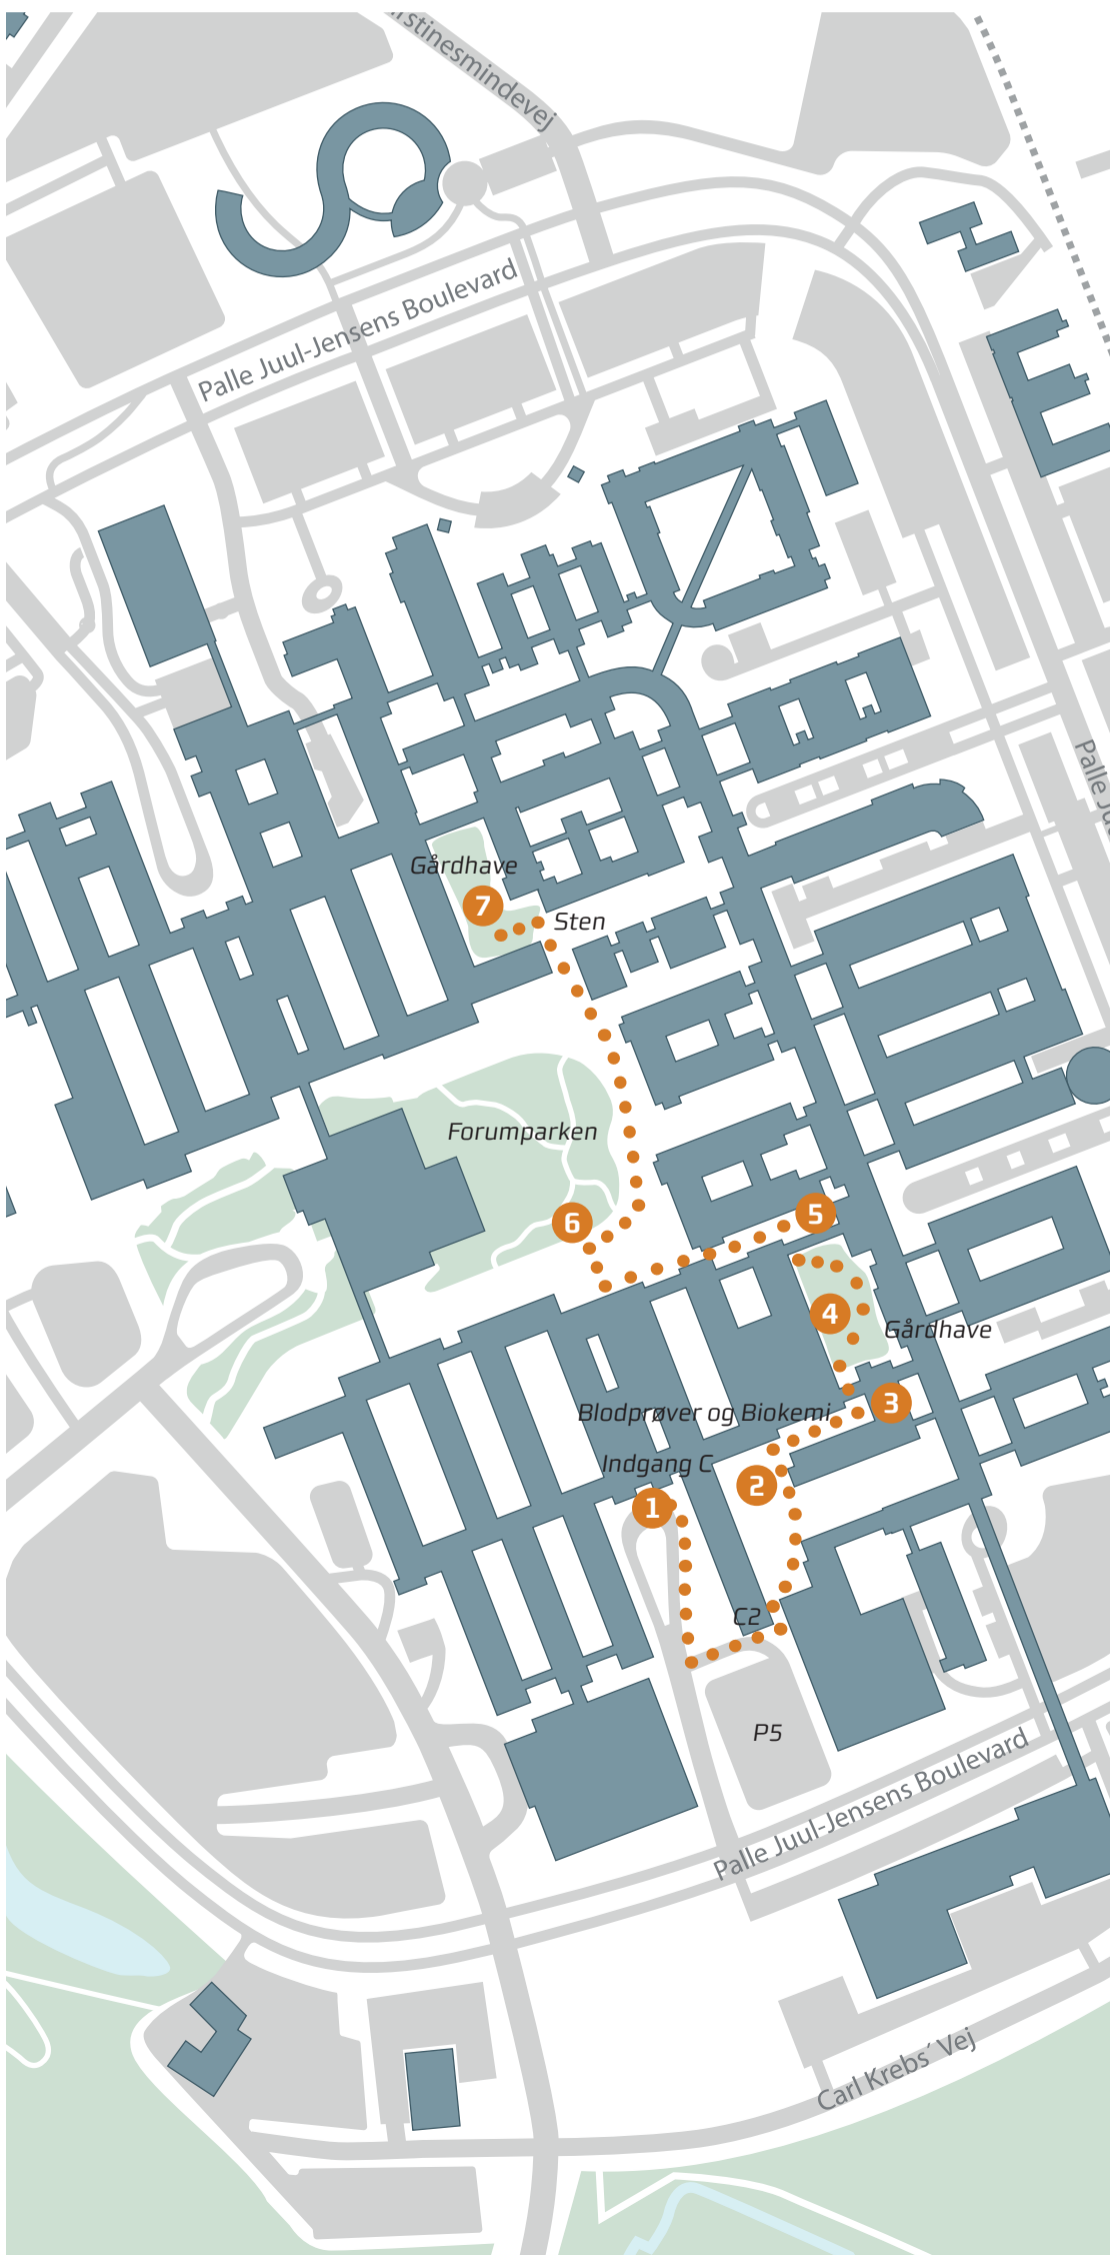 rstinesmindevej
Palle Juul-Jensens Boulevard
Palle Ju
Gårdhave
7
Sten
Forumparken
6
5
4
Gårdhave
3
Blodprøver og Biokemi
Indgang C
2
1
C2
P5
Palle Juul-Jensens Boulevard
Carl Krebs´ Vej